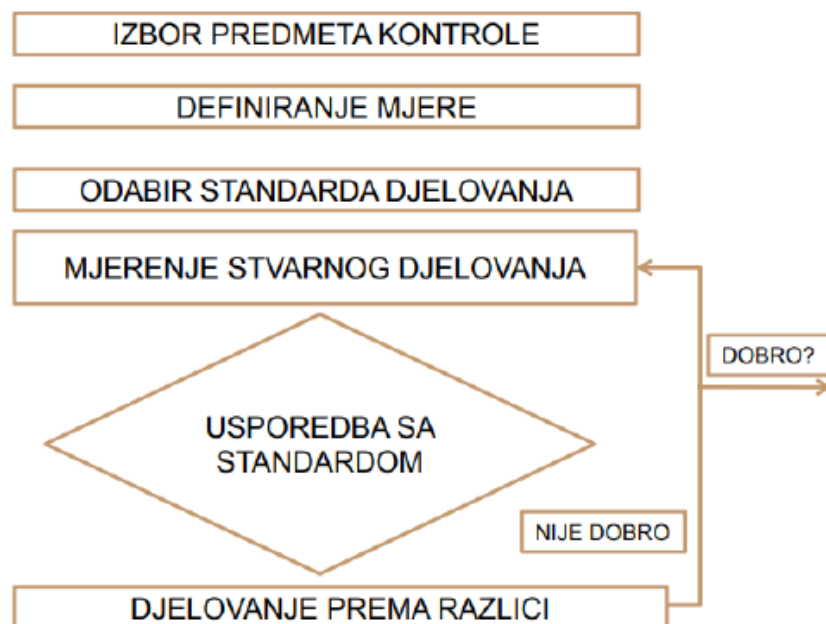 IZBOR PREDMETA KONTROLE
DEFINIRANJE MJERE
ODABIR STANDARDA DJELOVANJA
MJERENJE STVARNOG DJELOVANJA
DOBRO?
USPOREDBA SA
STANDARDOM
NIJE DOBRO
DJELOVANJE PREMA RAZLICI